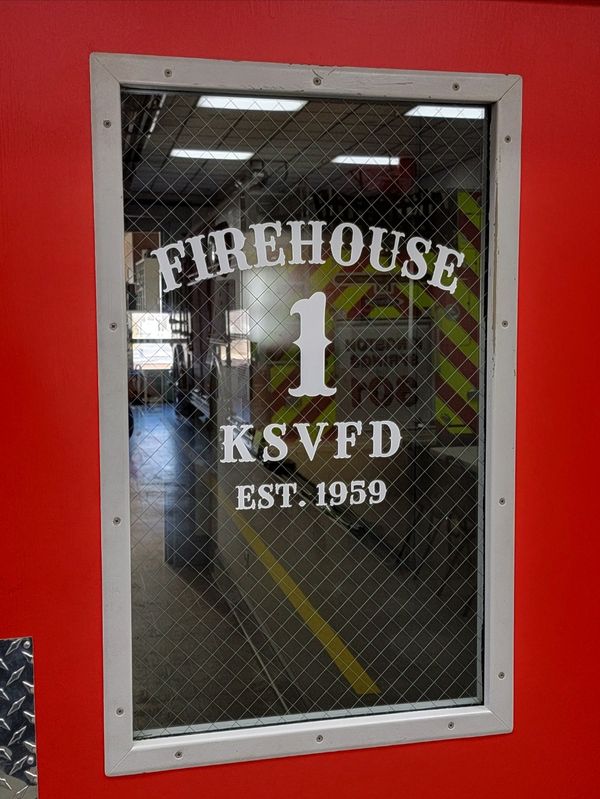 FIREHOUSE
1
KSVFD
EST. 1959